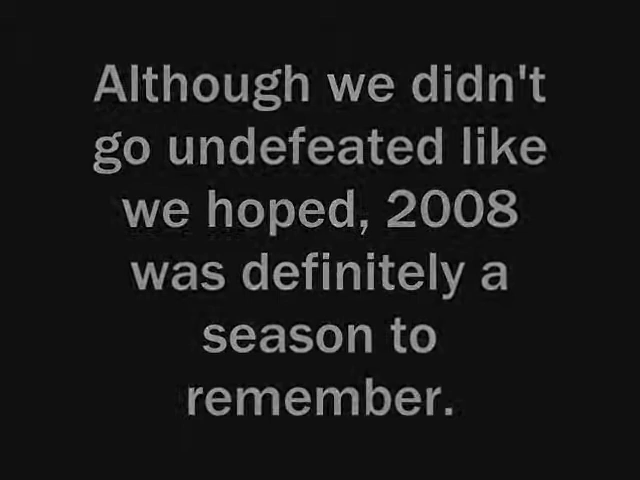 Although we didn't
go undefeated like
we hoped, 2008
was definitely a
season to
remember.